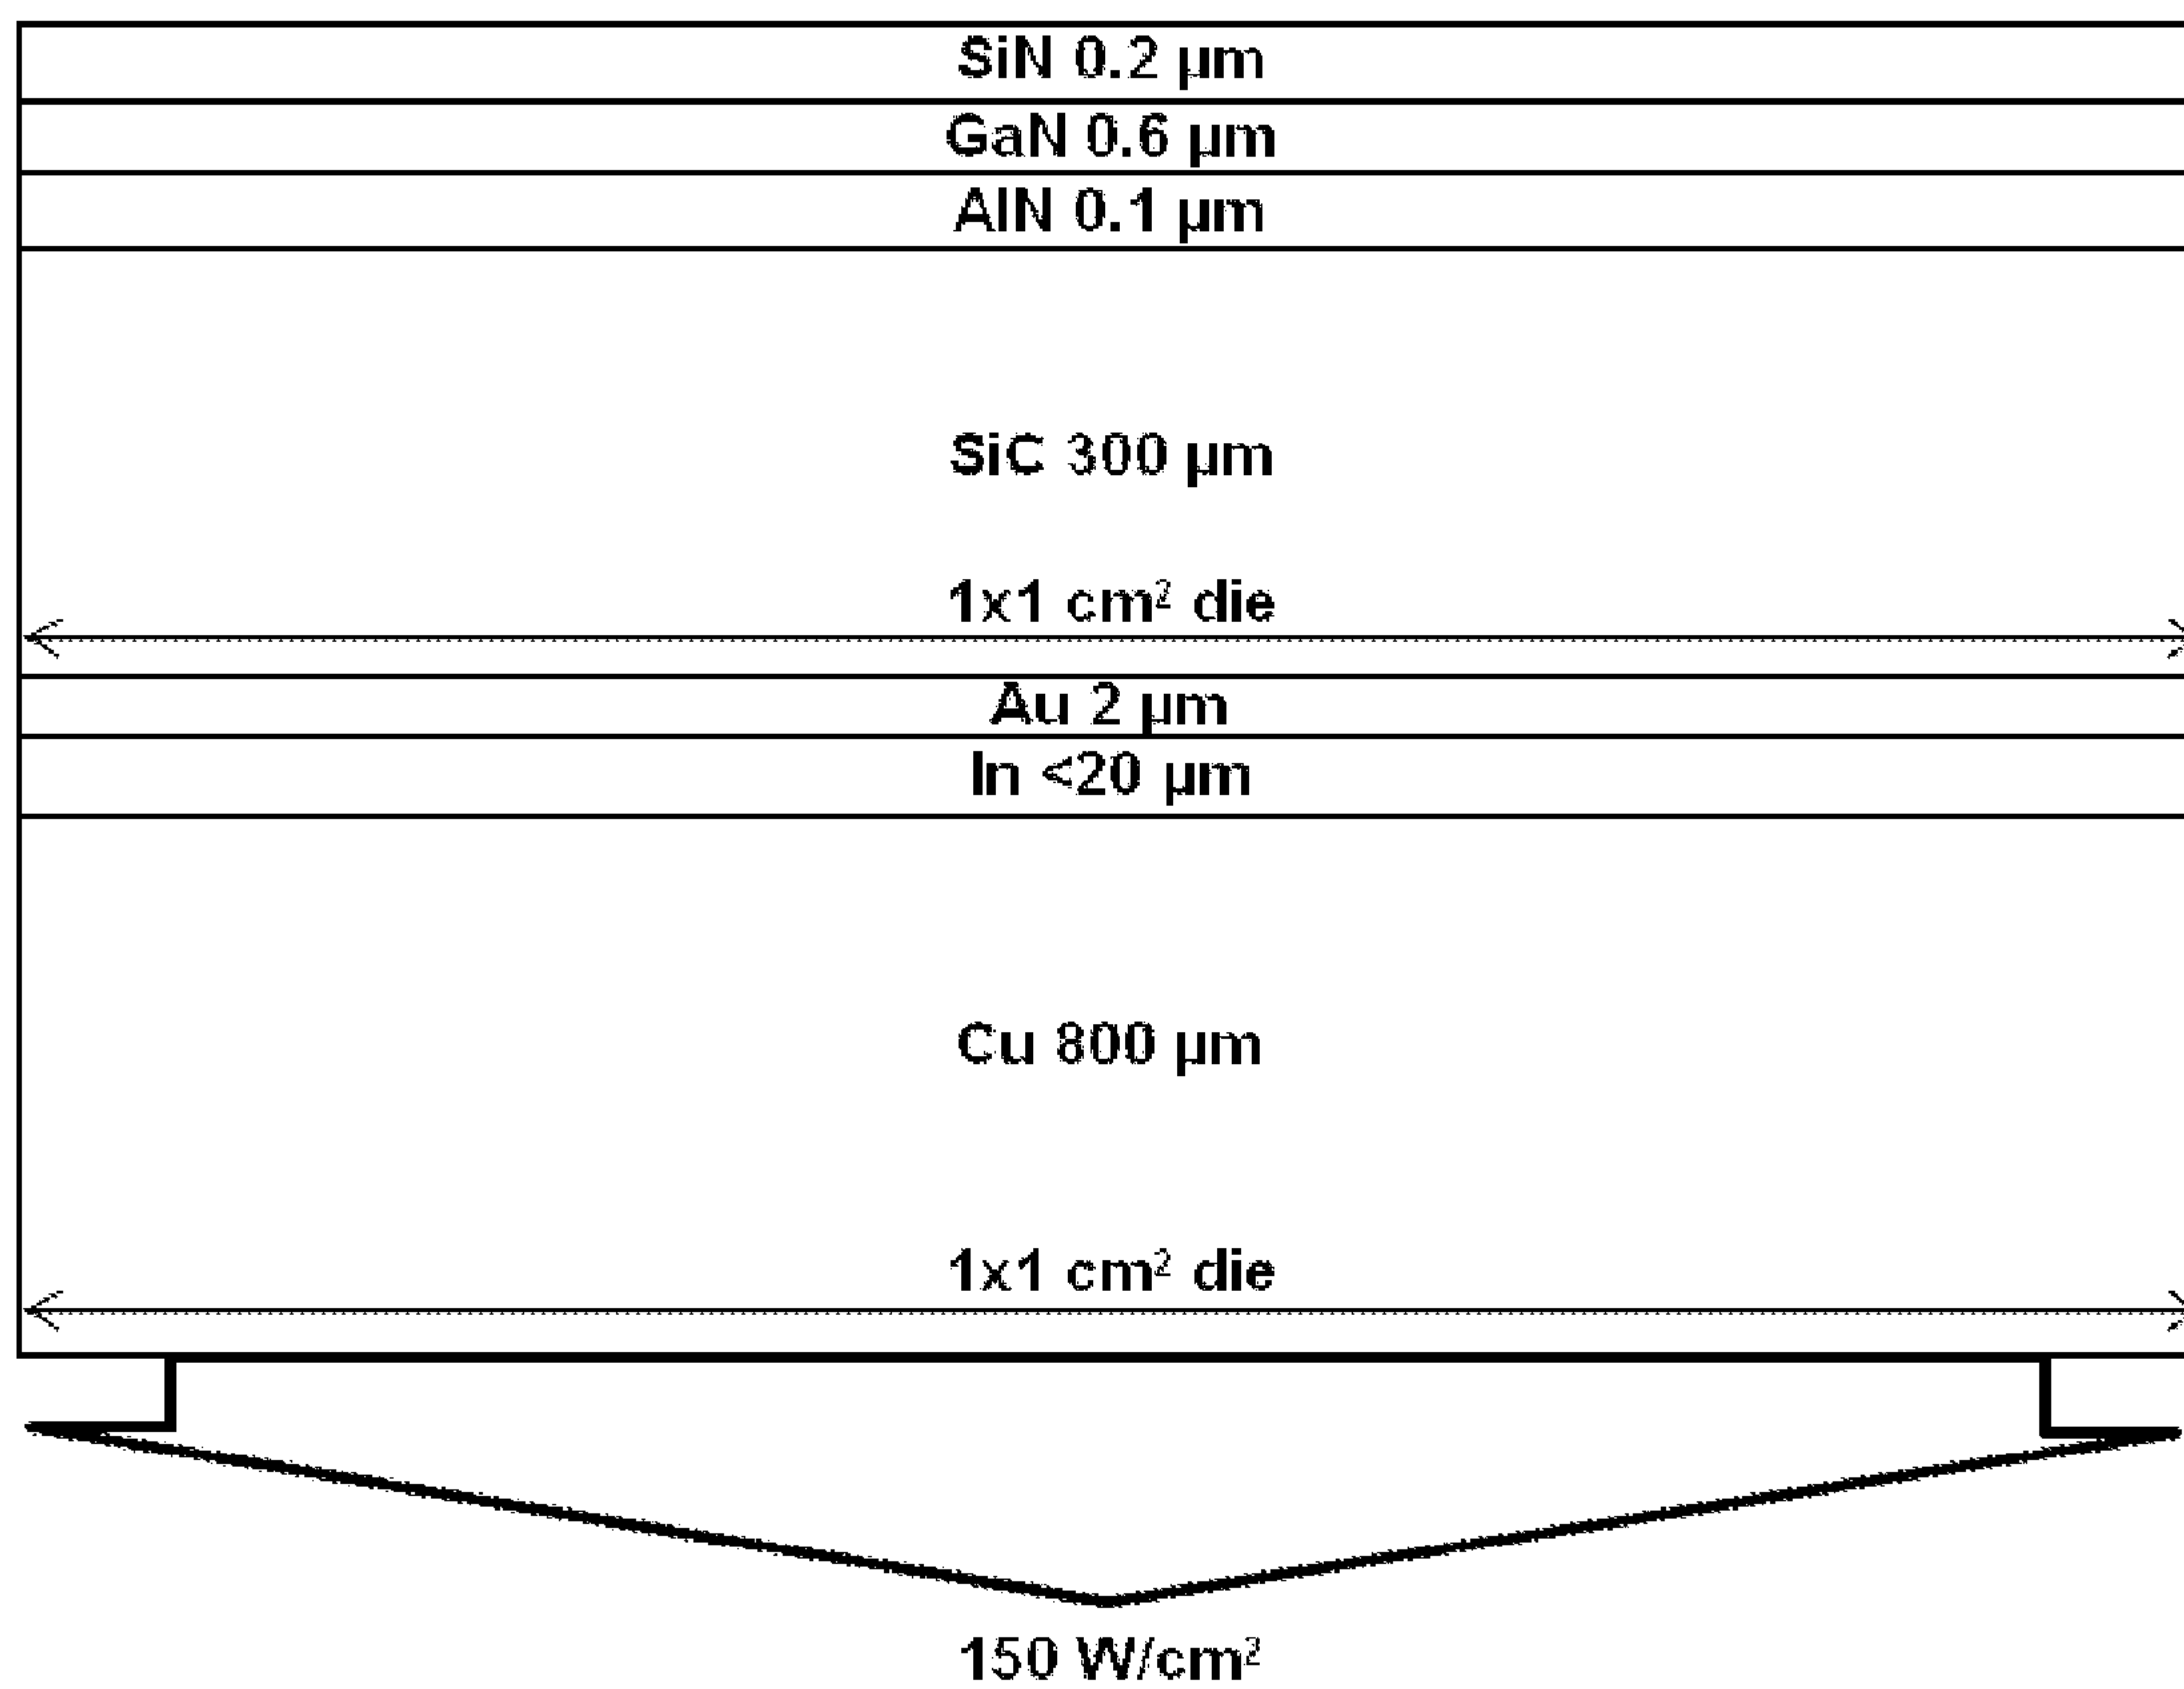 SiN 0.2 µm
GaN 0.6 µm
AlN 0.1 µm
SiC 300 µm
1x1 cm² die
Au 2 µm
In <20 µm
Cu 800 µm
1x1 cm² die
150 W/cm²